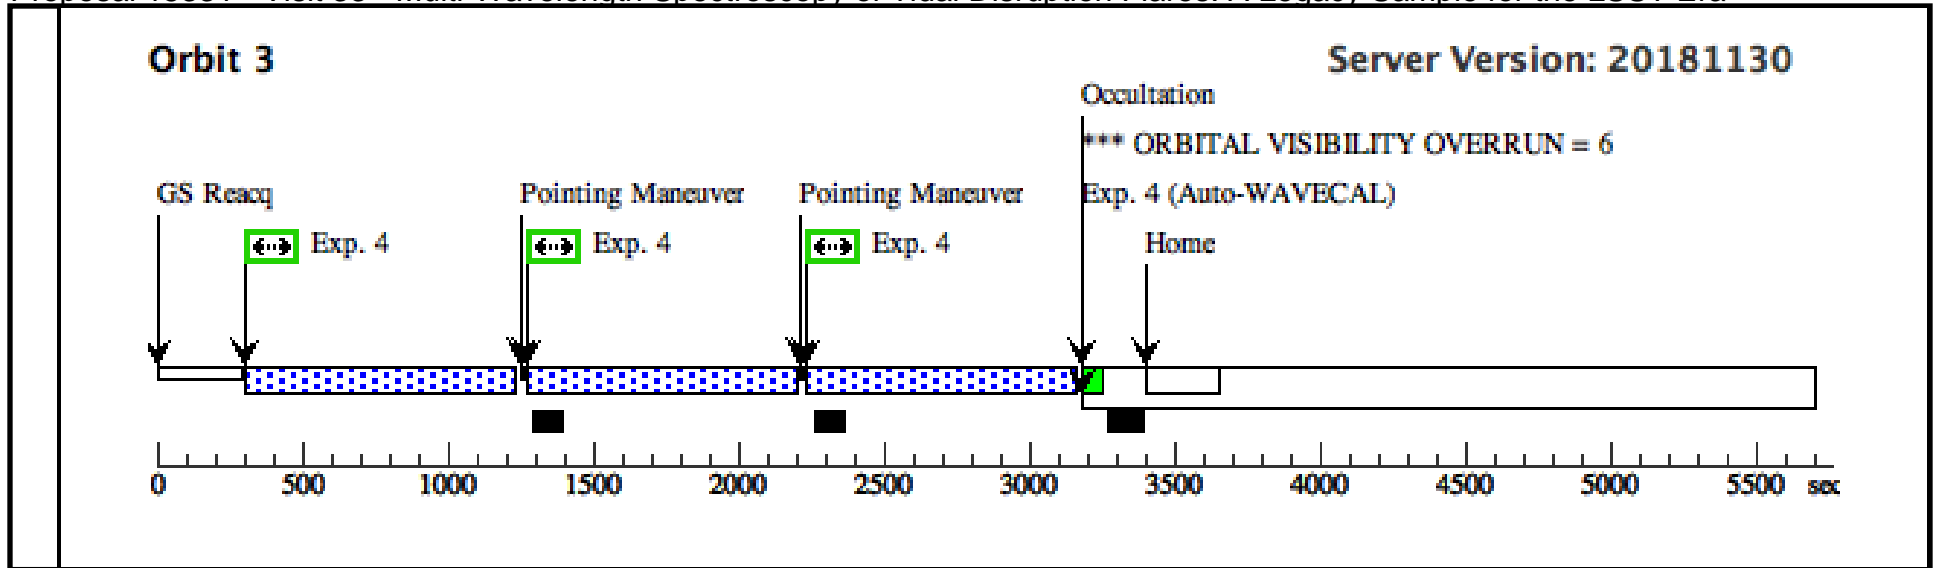 Orbit 3
Server Version: 20181130
Occultation
*** ORBITAL VISIBILITY OVERRUN = 6
GS Reacq
Pointing Maneuver
Pointing Maneuver
Exp. 4 (Auto-WAVECAL)
Exp. 4
Exp. 4
Exp. 4
Home
0 500 1000 1500 2000 2500 3000 3500 4000 4500 5000 5500 sec